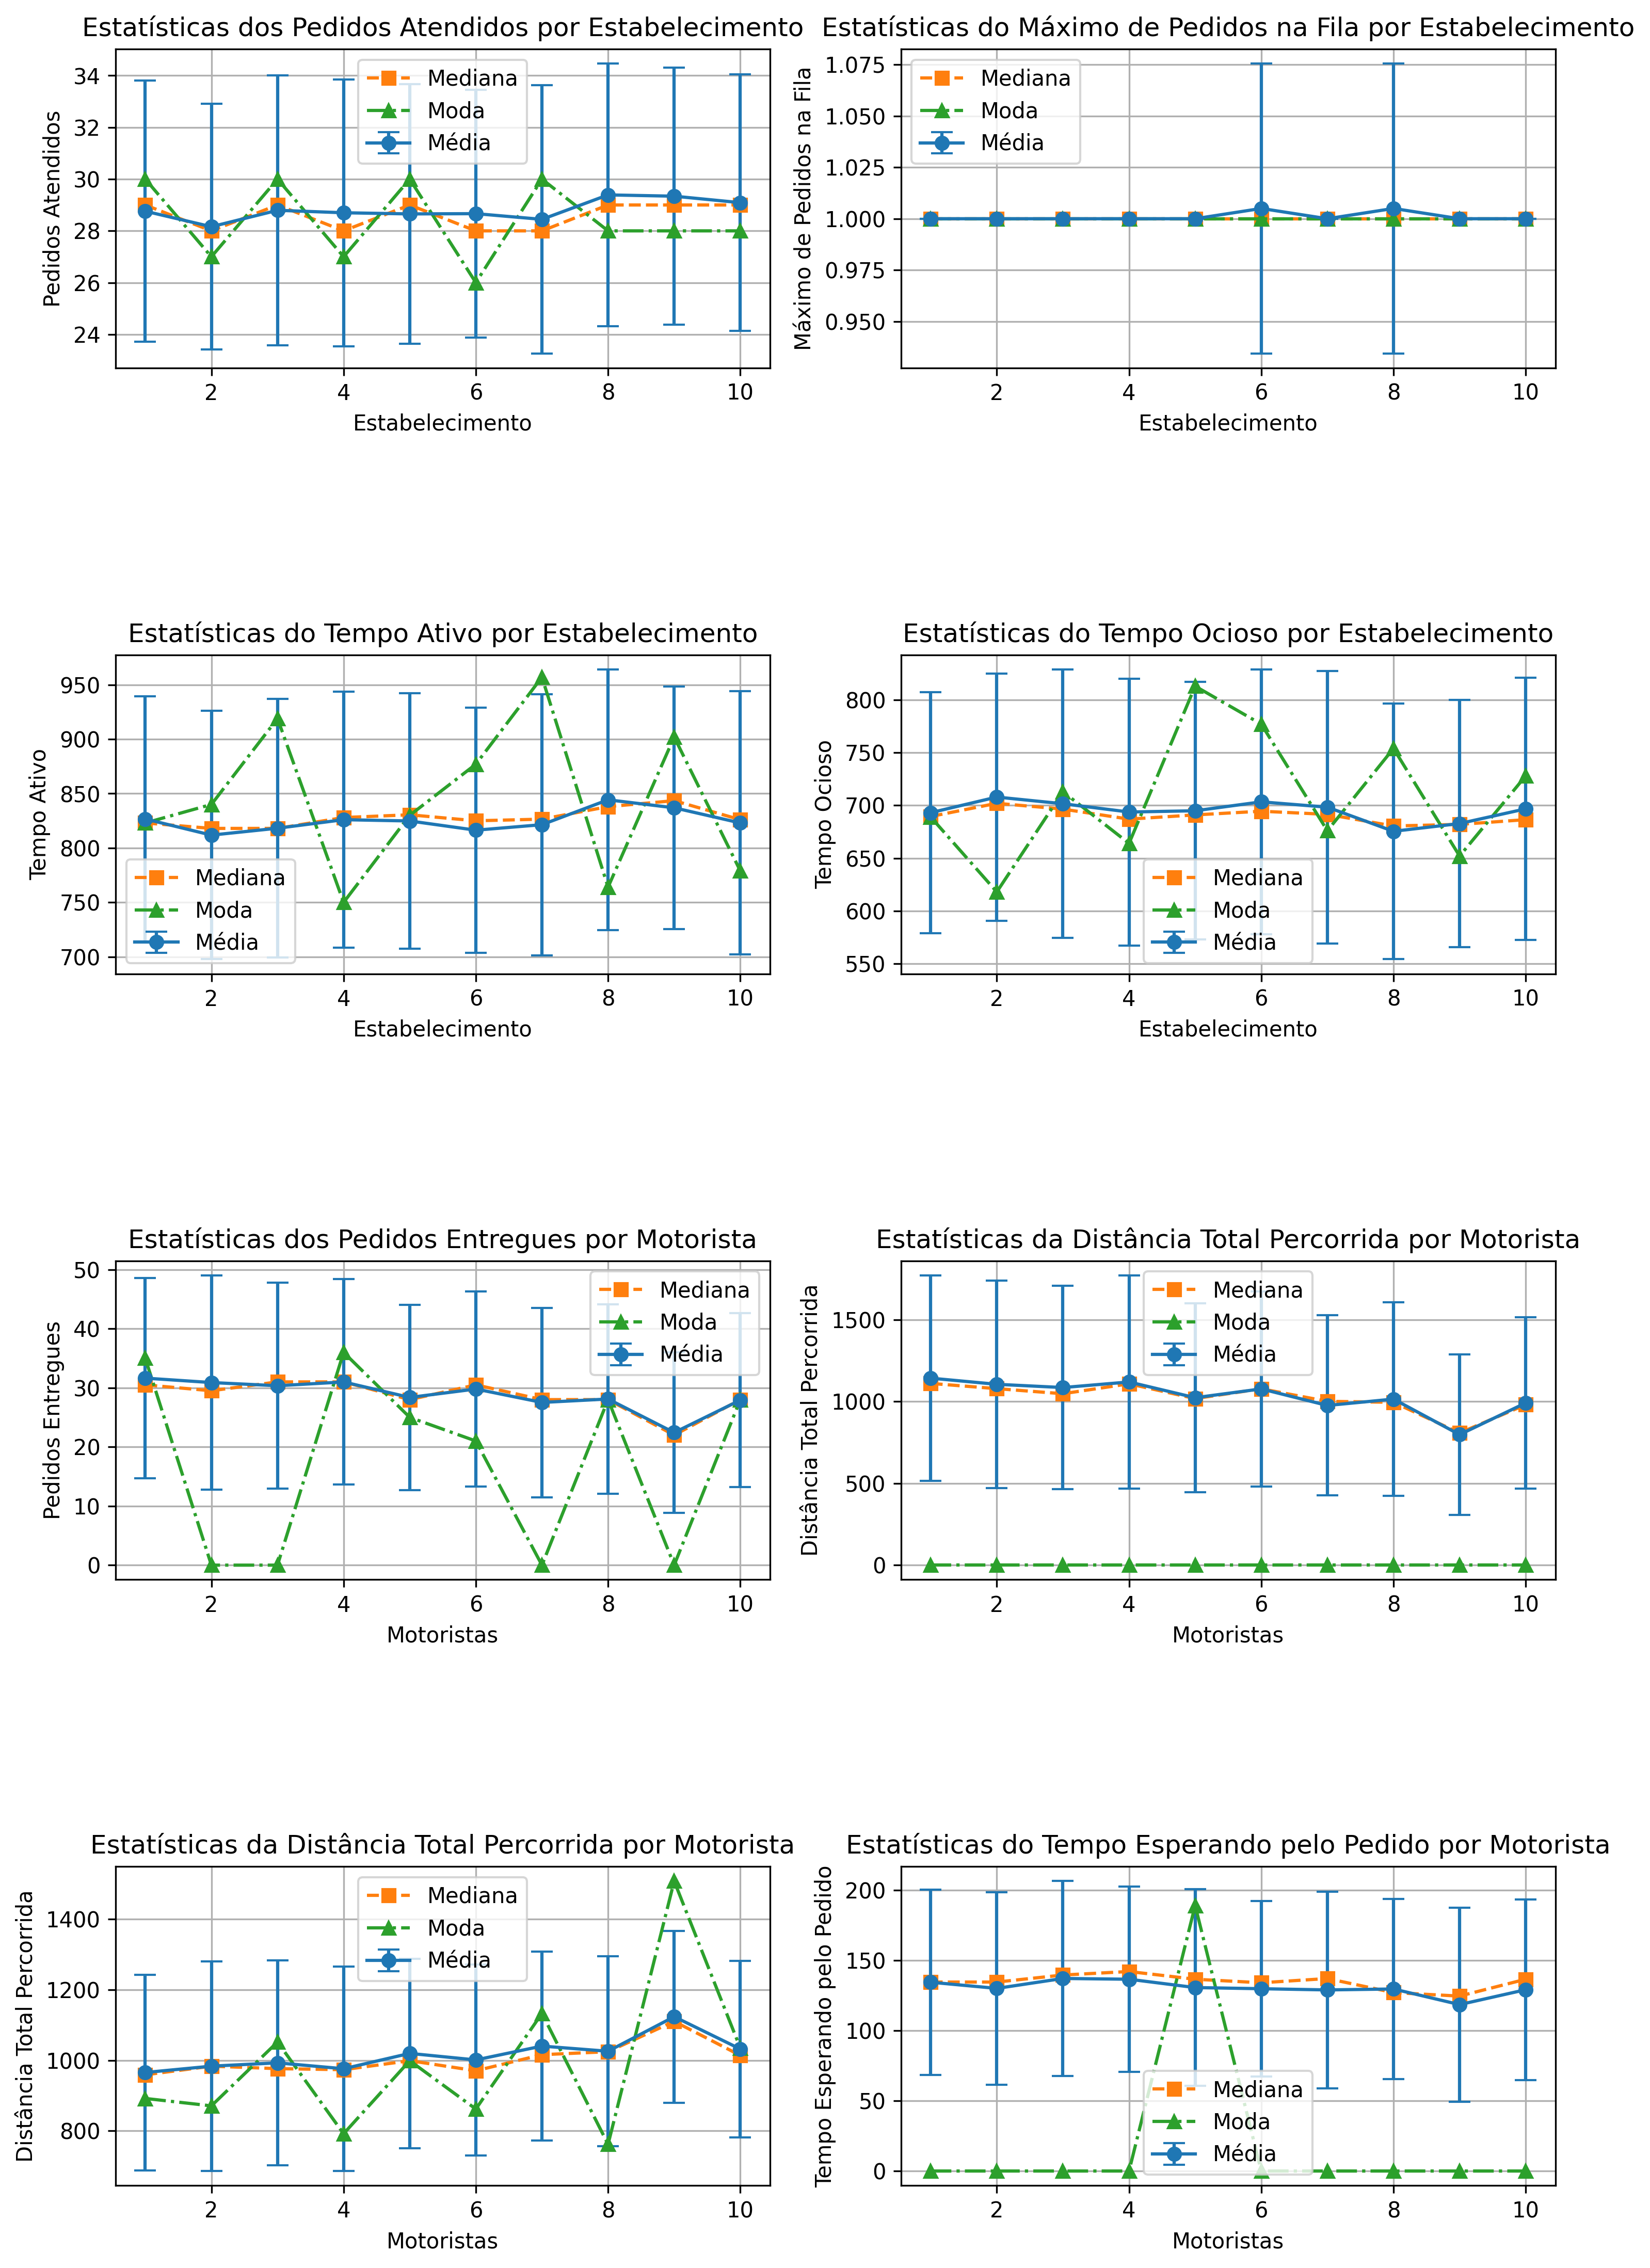 Estatísticas dos Pedidos Atendidos por Estabelecimento
34
32
30
28
26
24
Pedidos Atendidos
Mediana
Moda
Média
2 4 6 8 10
Estabelecimento
Estatísticas do Máximo de Pedidos na Fila por Estabelecimento
1.075
1.050
1.025
1.000
0.975
0.950
Máximo de Pedidos na Fila
Mediana
Moda
Média
2 4 6 8 10
Estabelecimento
Estatísticas do Tempo Ativo por Estabelecimento
950
900
850
800
750
700
Tempo Ativo
Mediana
Moda
Média
2 4 6 8 10
Estabelecimento
Estatísticas do Tempo Ocioso por Estabelecimento
800
750
700
650
600
550
Tempo Ocioso
Mediana
Moda
Média
2 4 6 8 10
Estabelecimento
Estatísticas dos Pedidos Entregues por Motorista
50
40
30
20
10
0
Pedidos Entregues
Mediana
Moda
Média
2 4 6 8 10
Motoristas
Estatísticas da Distância Total Percorrida por Motorista
1500
1000
500
0
Distância Total Percorrida
Mediana
Moda
Média
2 4 6 8 10
Motoristas
Estatísticas da Distância Total Percorrida por Motorista
1400
1200
1000
800
Distância Total Percorrida
Mediana
Moda
Média
2 4 6 8 10
Motoristas
Estatísticas do Tempo Esperando pelo Pedido por Motorista
200
150
100
50
0
Tempo Esperando pelo Pedido
Mediana
Moda
Média
2 4 6 8 10
Motoristas